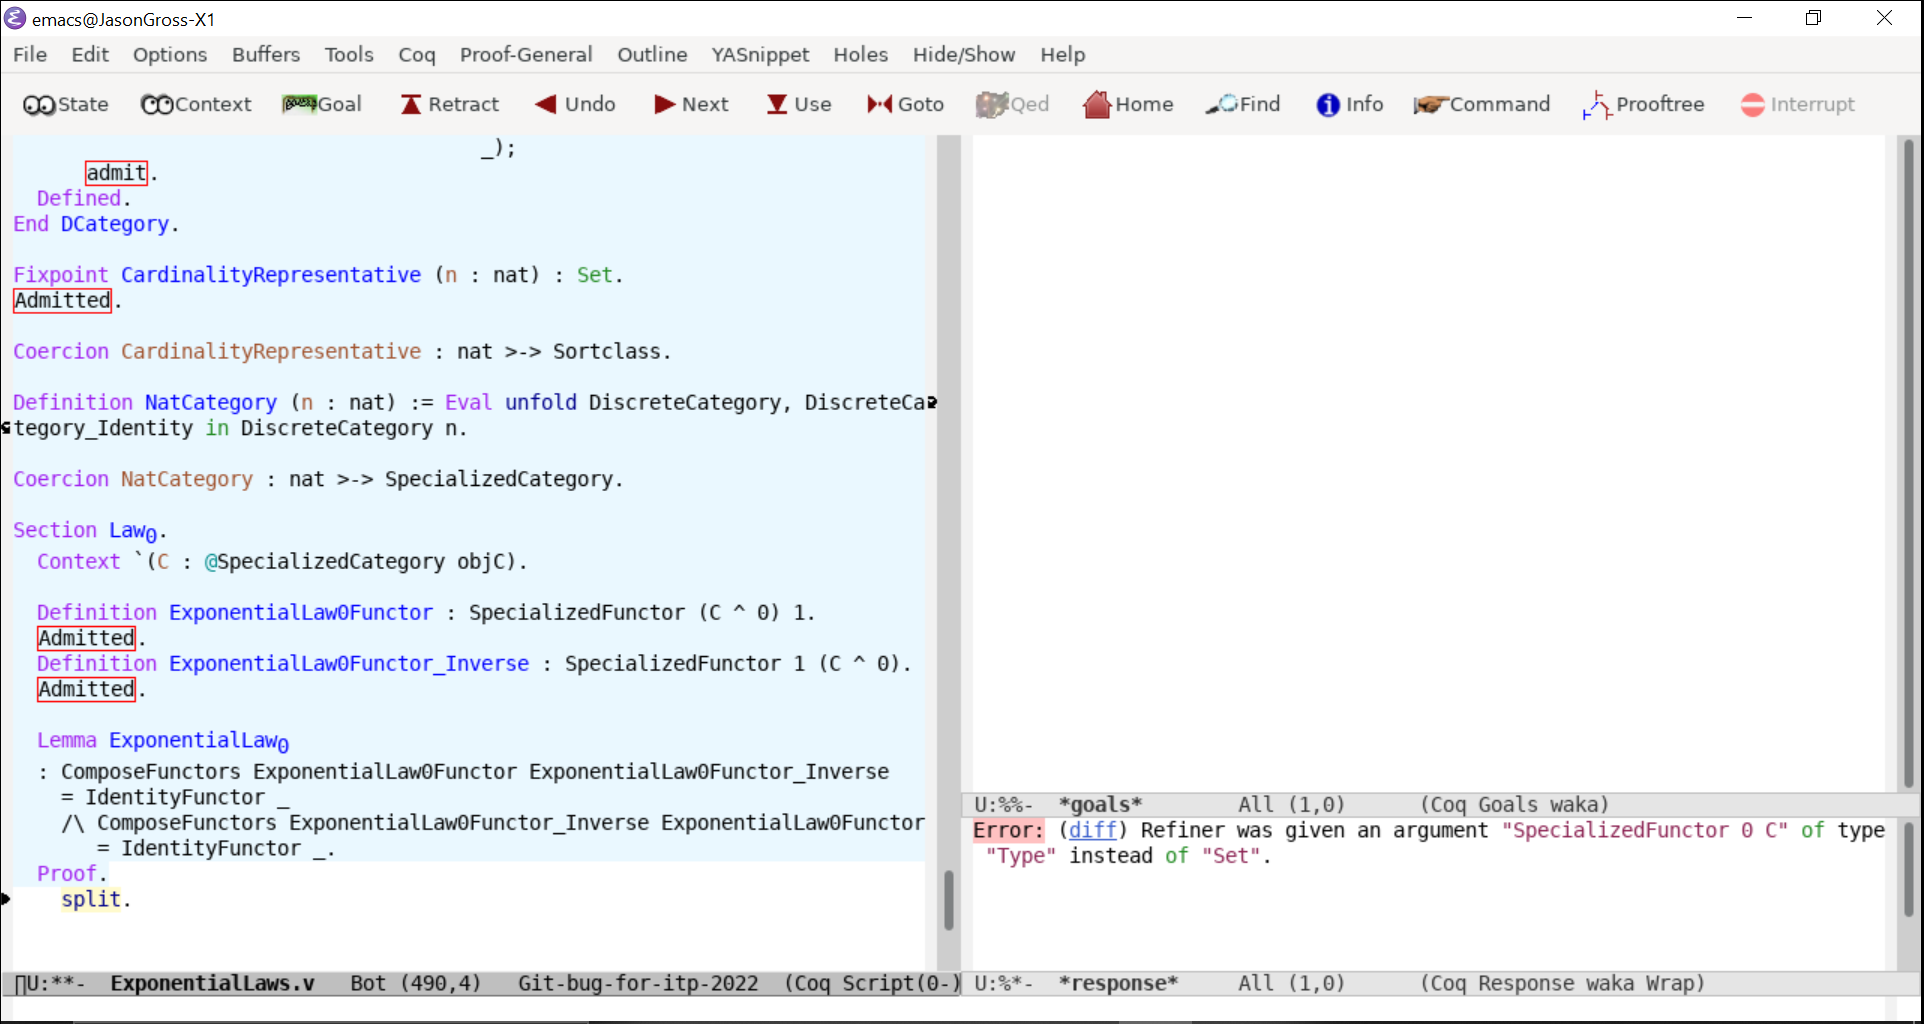 emacs@JasonGross-X1
File Edit Options Buffers Tools Coq Proof-General Outline YASnippet Holes Hide/Show Help
State Context Goal Retract Undo Next Use Goto Qed Home Find Info Command Prooftree Interrupt
_);
admit.
Defined.
End DCategory.
Fixpoint CardinalityRepresentative (n : nat) : Set.
Admitted.
Coercion CardinalityRepresentative : nat >-> Sortclass.
Definition NatCategory (n : nat) := Eval unfold DiscreteCategory, DiscreteCa
tegory_Identity in DiscreteCategory n.
Coercion NatCategory : nat >-> SpecializedCategory.
Section Law₀.
Context `(C : @SpecializedCategory objC).
Definition ExponentialLaw0Functor : SpecializedFunctor (C ^ 0) 1.
Admitted.
Definition ExponentialLaw0Functor_Inverse : SpecializedFunctor 1 (C ^ 0).
Admitted.
Lemma ExponentialLaw₀
: ComposeFunctors ExponentialLaw0Functor ExponentialLaw0Functor_Inverse
= IdentityFunctor _
/\ ComposeFunctors ExponentialLaw0Functor_Inverse ExponentialLaw0Functor
= IdentityFunctor _.
Proof.
split.
U:**- ExponentialLaws.v Bot (490,4) Git-bug-for-itp-2022 (Coq Script(0-)
U:%%- *goals* All (1,0) (Coq Goals waka)
Error: (diff) Refiner was given an argument "SpecializedFunctor 0 C" of type
"Type" instead of "Set".
U:%*- *response* All (1,0) (Coq Response waka Wrap)